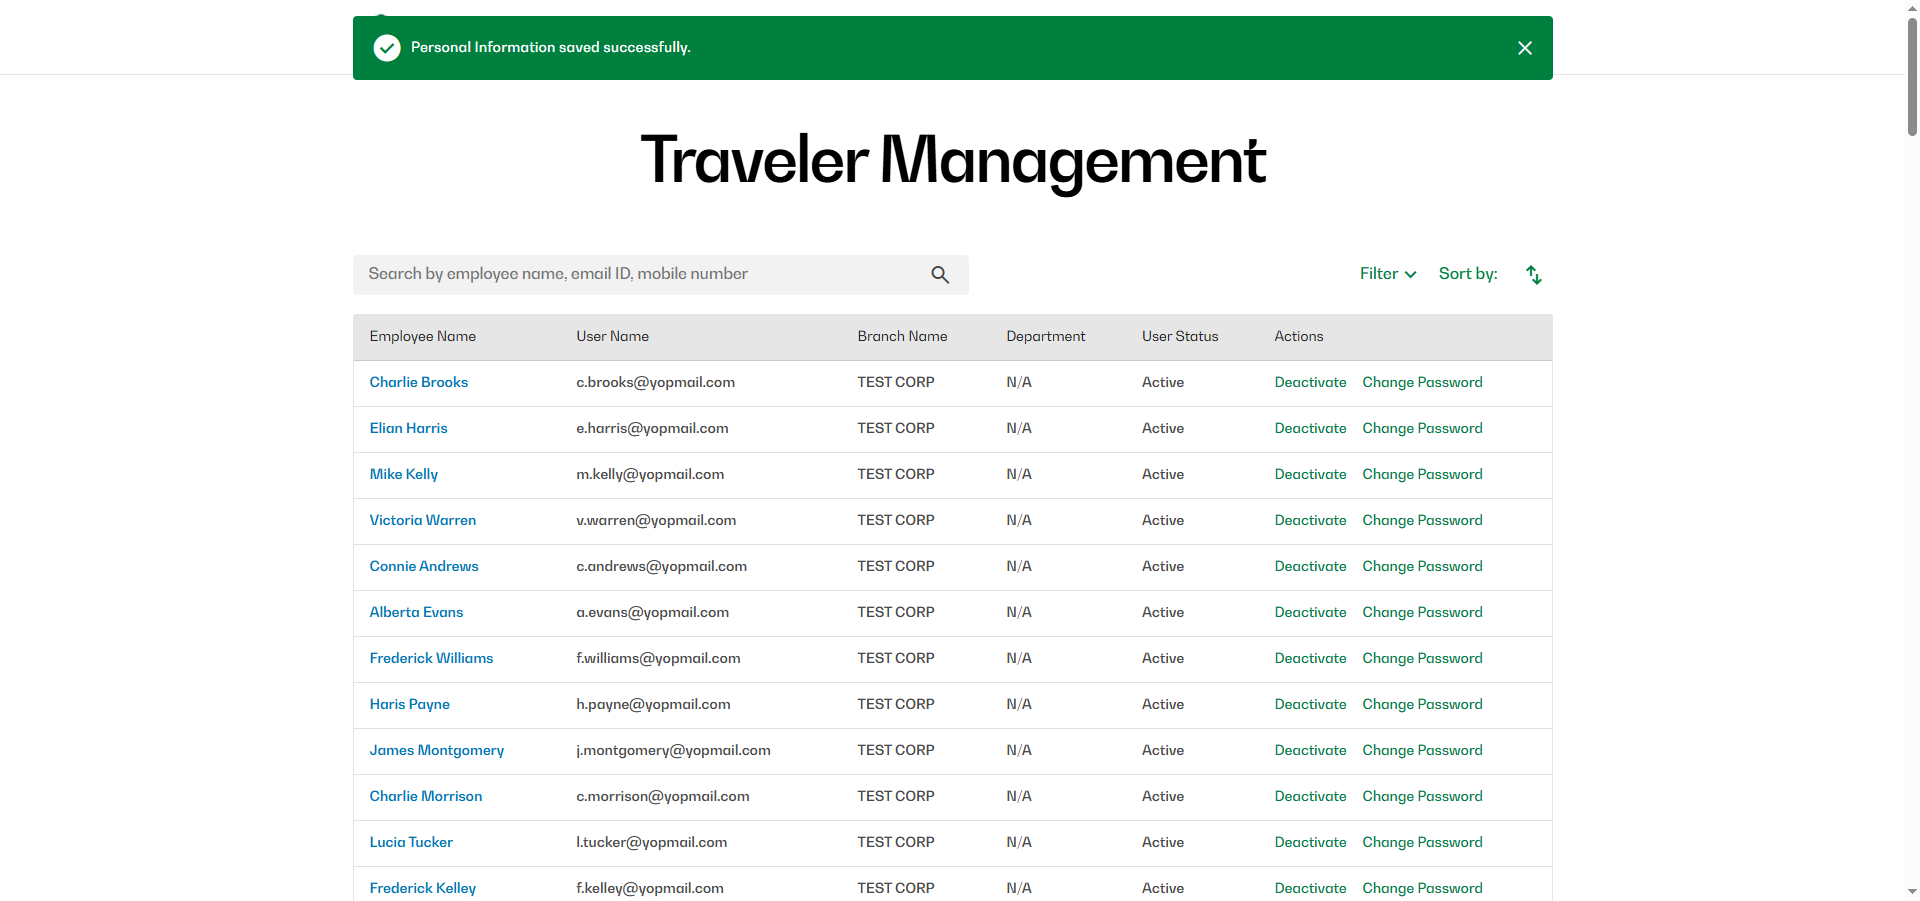 Personal Information saved successfully.
Traveler Management
Search by employee name, email ID, mobile number
Filter Sort by:
Employee Name User Name Branch Name Department User Status Actions
Charlie Brooks c.brooks@yopmail.com TEST CORP N/A Active Deactivate Change Password
Elian Harris e.harris@yopmail.com TEST CORP N/A Active Deactivate Change Password
Mike Kelly m.kelly@yopmail.com TEST CORP N/A Active Deactivate Change Password
Victoria Warren v.warren@yopmail.com TEST CORP N/A Active Deactivate Change Password
Connie Andrews c.andrews@yopmail.com TEST CORP N/A Active Deactivate Change Password
Alberta Evans a.evans@yopmail.com TEST CORP N/A Active Deactivate Change Password
Frederick Williams f.williams@yopmail.com TEST CORP N/A Active Deactivate Change Password
Haris Payne h.payne@yopmail.com TEST CORP N/A Active Deactivate Change Password
James Montgomery j.montgomery@yopmail.com TEST CORP N/A Active Deactivate Change Password
Charlie Morrison c.morrison@yopmail.com TEST CORP N/A Active Deactivate Change Password
Lucia Tucker l.tucker@yopmail.com TEST CORP N/A Active Deactivate Change Password
Frederick Kelley f.kelley@yopmail.com TEST CORP N/A Active Deactivate Change Password